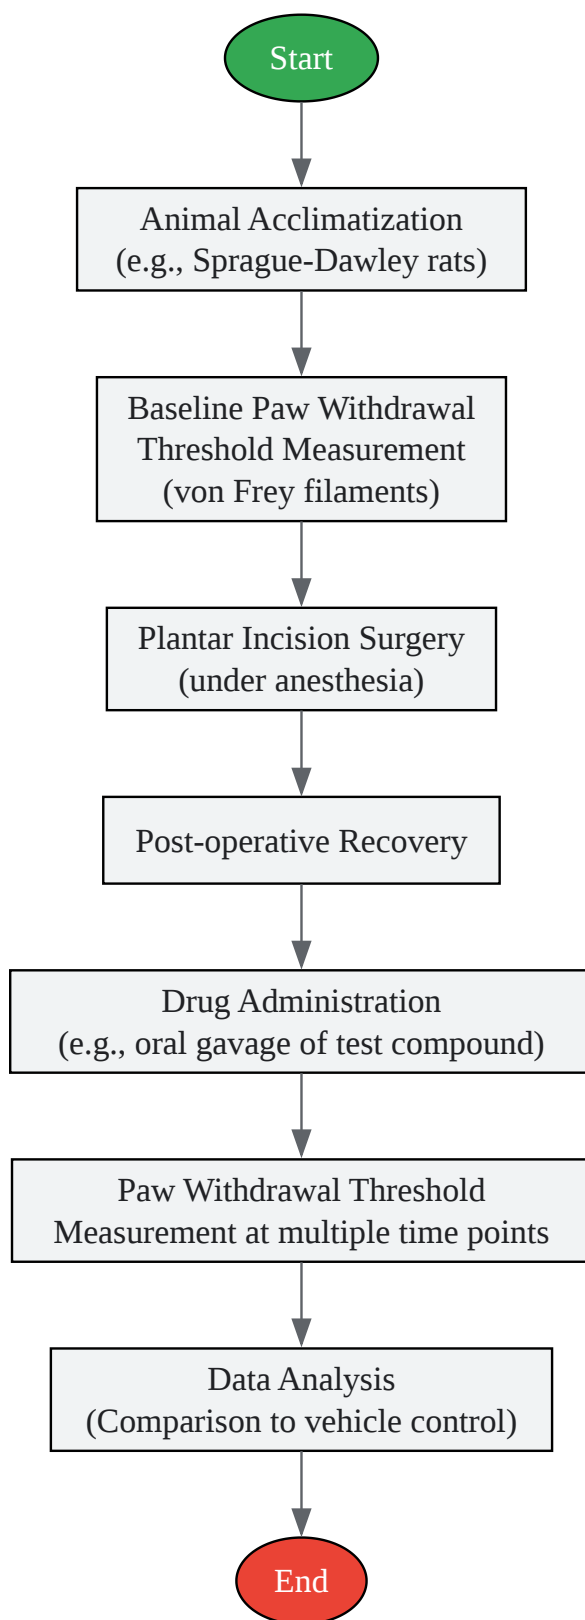 Start
Animal Acclimatization
(e.g., Sprague-Dawley rats)
Baseline Paw Withdrawal
Threshold Measurement
(von Frey filaments)
Plantar Incision Surgery
(under anesthesia)
Post-operative Recovery
Drug Administration
(e.g., oral gavage of test compound)
Paw Withdrawal Threshold
Measurement at multiple time points
Data Analysis
(Comparison to vehicle control)
End